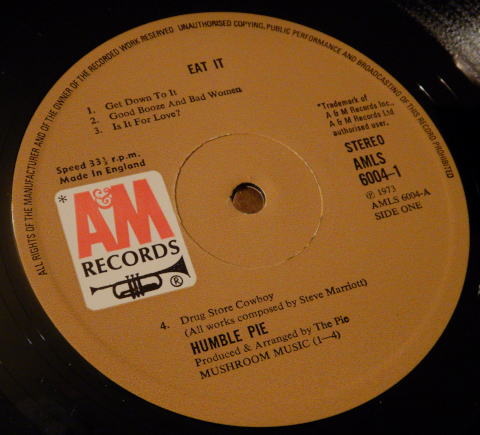 ALL RIGHTS OF THE MANUFACTURER AND OF THE OWNER OF THE RECORDED WORK RESERVED UNAUTHORISED COPYING, PUBLIC PERFORMANCE AND BROADCASTING OF THIS RECORD PROHIBITED
EAT IT
1. Get Down To It
2. Good Booze And Bad Women
3. Is It For Love?
Speed 33⅓ r.p.m.
Made In England
*Trademark of
A & M Records Inc.,
A & M Records Ltd
authorised user.
STEREO
AMLS
6004-1
℗ 1973
AMLS 6004-A
SIDE ONE
*
A&M
RECORDS
®
4. Drug Store Cowboy
(All works composed by Steve Marriott)
HUMBLE PIE
Produced & Arranged by The Pie
MUSHROOM MUSIC (1—4)